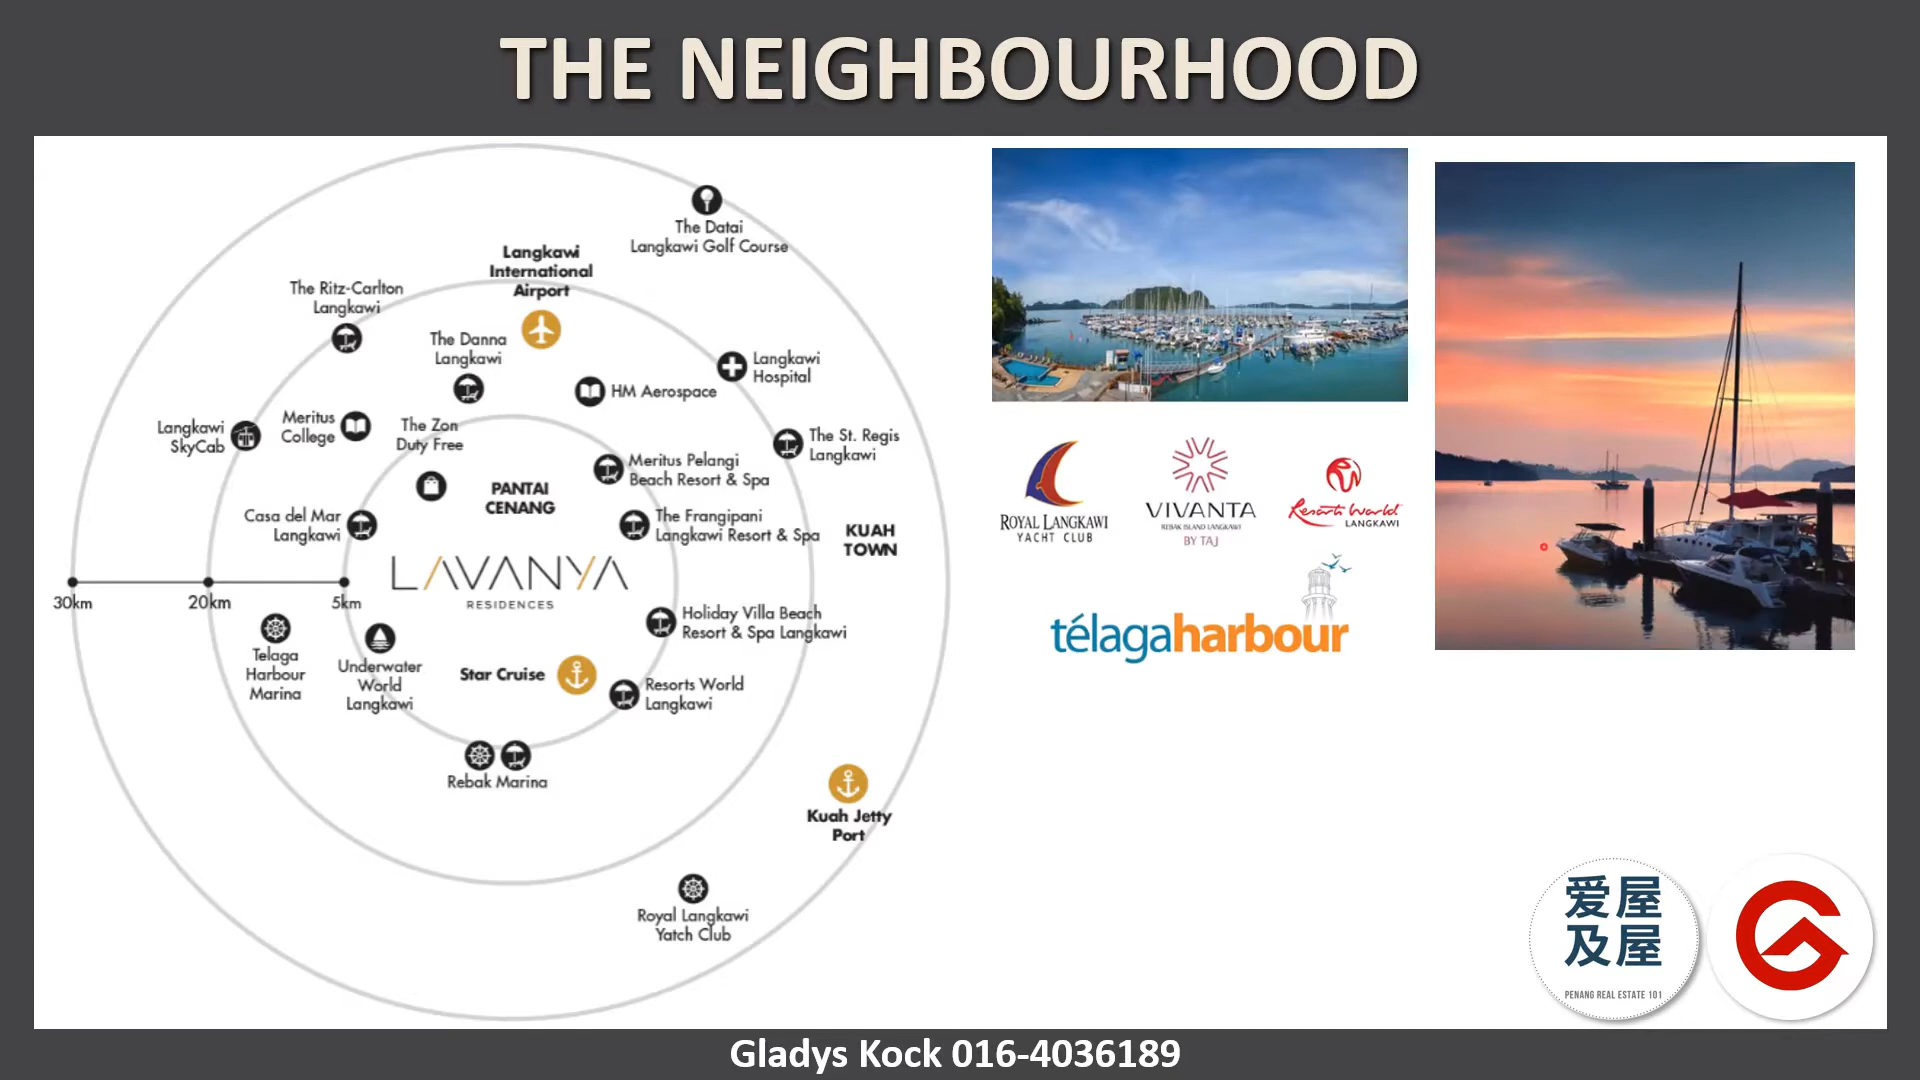 THE NEIGHBOURHOOD
The Datai
Langkawi Golf Course
Langkawi
International
Airport
The Ritz-Carlton
Langkawi
The Danna
Langkawi
Langkawi
Hospital
HM Aerospace
Langkawi
SkyCab
Meritus
College
The Zon
Duty Free
The St. Regis
Langkawi
Meritus Pelangi
Beach Resort & Spa
PANTAI
CENANG
Casa del Mar
Langkawi
The Frangipani
Langkawi Resort & Spa
KUAH
TOWN
LAVANYA
RESIDENCES
30km
20km
5km
Telaga
Harbour
Marina
Underwater
World
Langkawi
Holiday Villa Beach
Resort & Spa Langkawi
Star Cruise
Resorts World
Langkawi
Rebak Marina
Kuah Jetty
Port
Royal Langkawi
Yatch Club
ROYAL LANGKAWI
YACHT CLUB
VIVANTA
REBAK ISLAND LANGKAWI
BY TAJ
Resorts World
LANGKAWI
télagaharbour
爱屋
及屋
PENANG REAL ESTATE 101
Gladys Kock 016-4036189